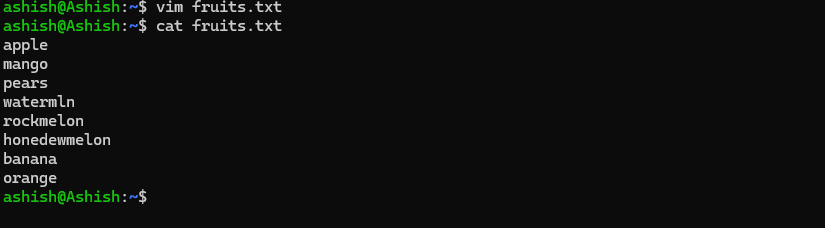 ashish@Ashish:~$ vim fruits.txt
ashish@Ashish:~$ cat fruits.txt
apple
mango
pears
watermln
rockmelon
honedewmelon
banana
orange
ashish@Ashish:~$